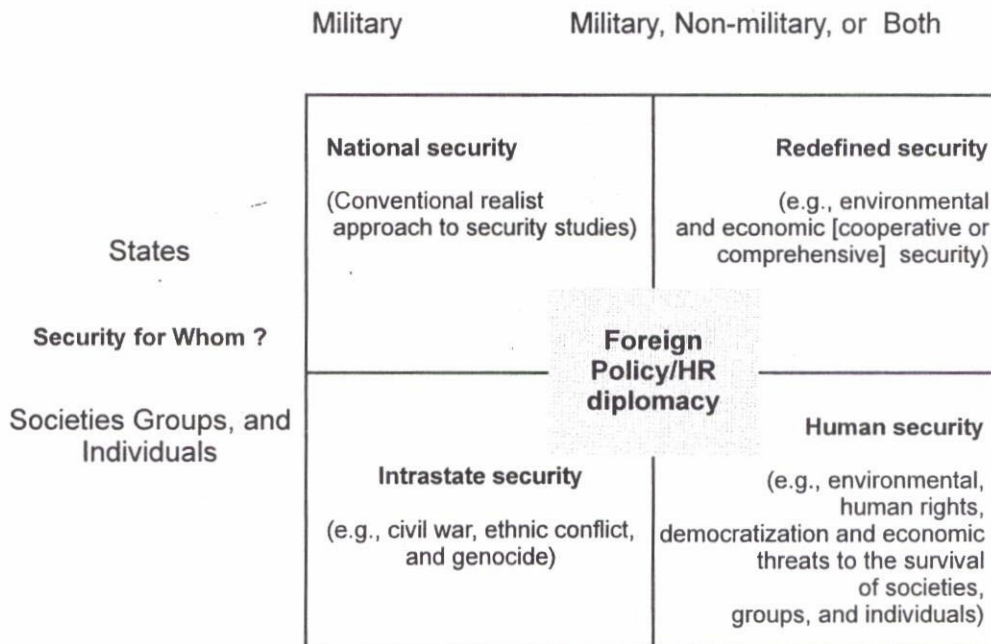 Military
Military, Non-military, or Both
National security
(Conventional realist
approach to security studies)
Redefined security
(e.g., environmental
and economic [cooperative or
comprehensive] security)
States
Security for Whom ?
Societies Groups, and
Individuals
Foreign
Policy/HR
diplomacy
Intrastate security
(e.g., civil war, ethnic conflict,
and genocide)
Human security
(e.g., environmental,
human rights,
democratization and economic
threats to the survival
of societies,
groups, and individuals)